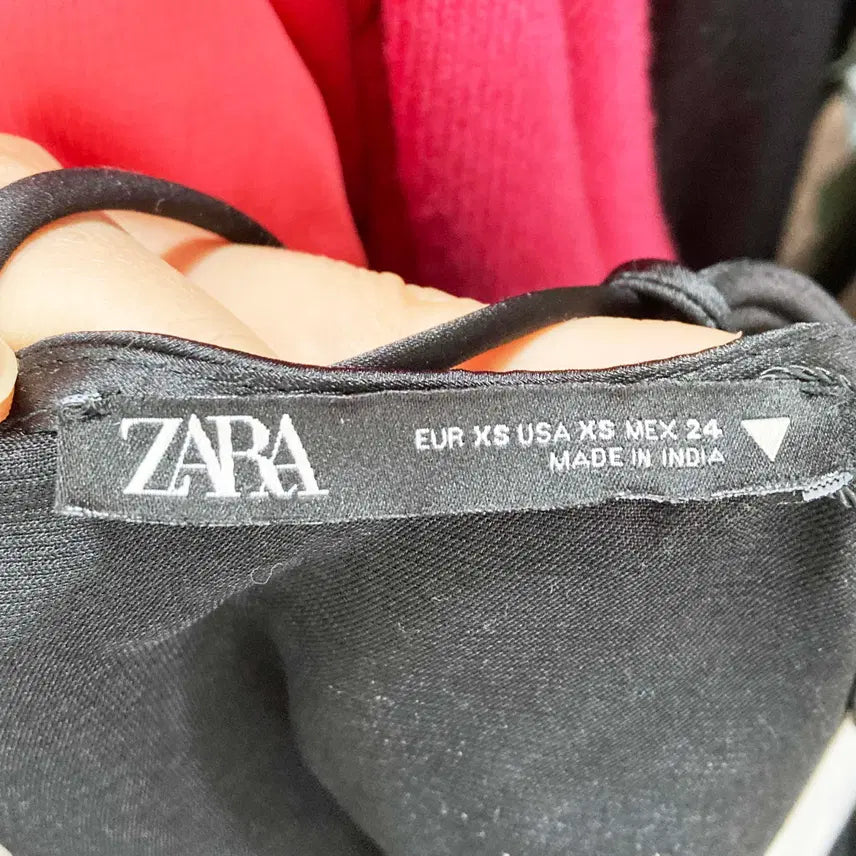 ZARA
EUR XS USA XS MEX 24
MADE IN INDIA